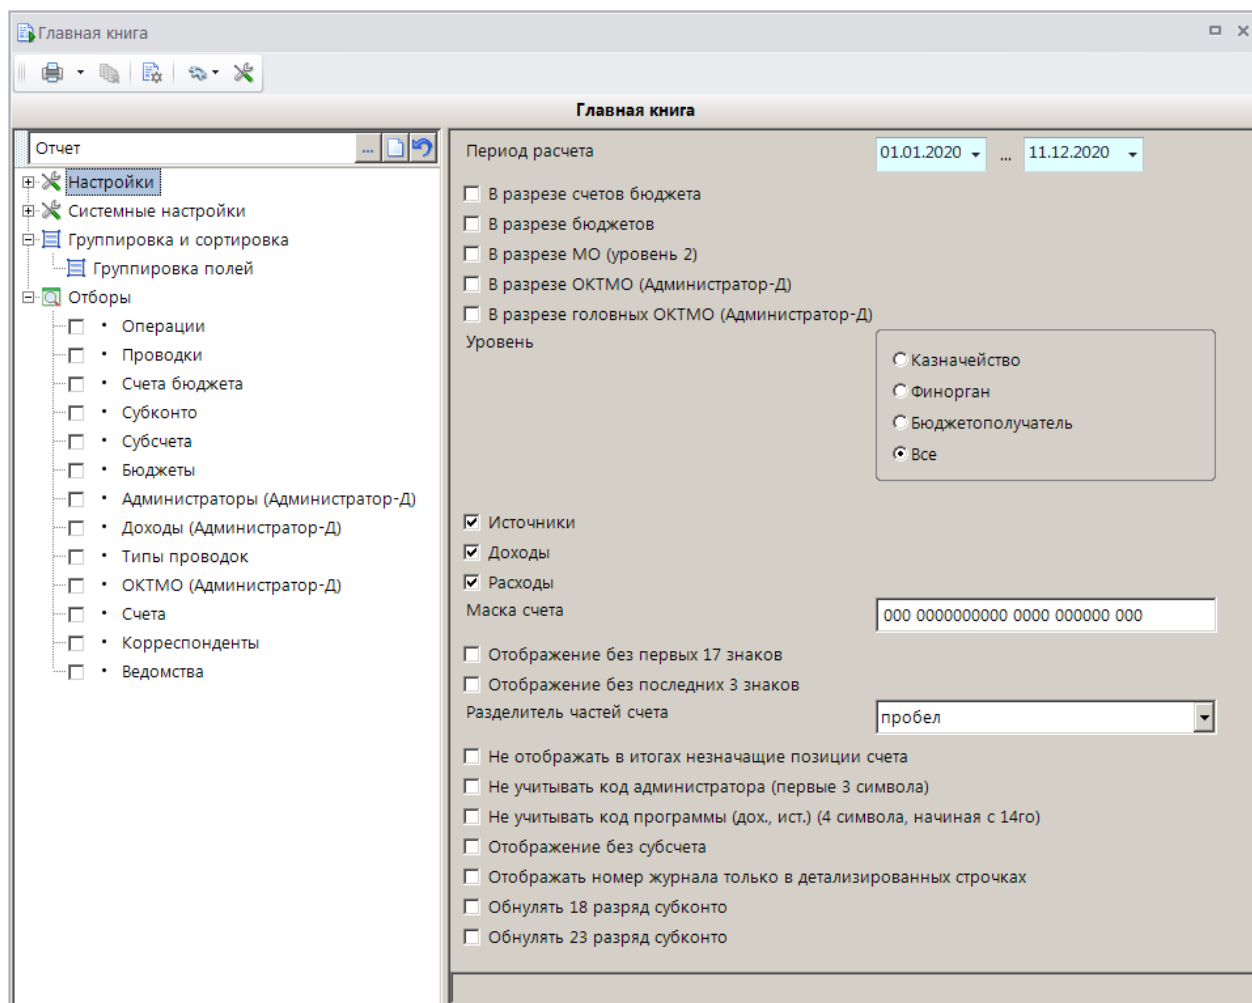 Главная книга
Главная книга
Отчет
...
Настройки
Системные настройки
Группировка и сортировка
Группировка полей
Отборы
Операции
Проводки
Счета бюджета
Субконто
Субсчета
Бюджеты
Администраторы (Администратор-Д)
Доходы (Администратор-Д)
Типы проводок
ОКТМО (Администратор-Д)
Счета
Корреспонденты
Ведомства
Период расчета 01.01.2020 ... 11.12.2020
В разрезе счетов бюджета
В разрезе бюджетов
В разрезе МО (уровень 2)
В разрезе ОКТМО (Администратор-Д)
В разрезе головных ОКТМО (Администратор-Д)
Уровень
Казначейство
Финорган
Бюджетополучатель
Все
Источники
Доходы
Расходы
Маска счета 000 0000000000 0000 000000 000
Отображение без первых 17 знаков
Отображение без последних 3 знаков
Разделитель частей счета пробел
Не отображать в итогах незначащие позиции счета
Не учитывать код администратора (первые 3 символа)
Не учитывать код программы (дох., ист.) (4 символа, начиная с 14го)
Отображение без субсчета
Отображать номер журнала только в детализированных строчках
Обнулять 18 разряд субконто
Обнулять 23 разряд субконто